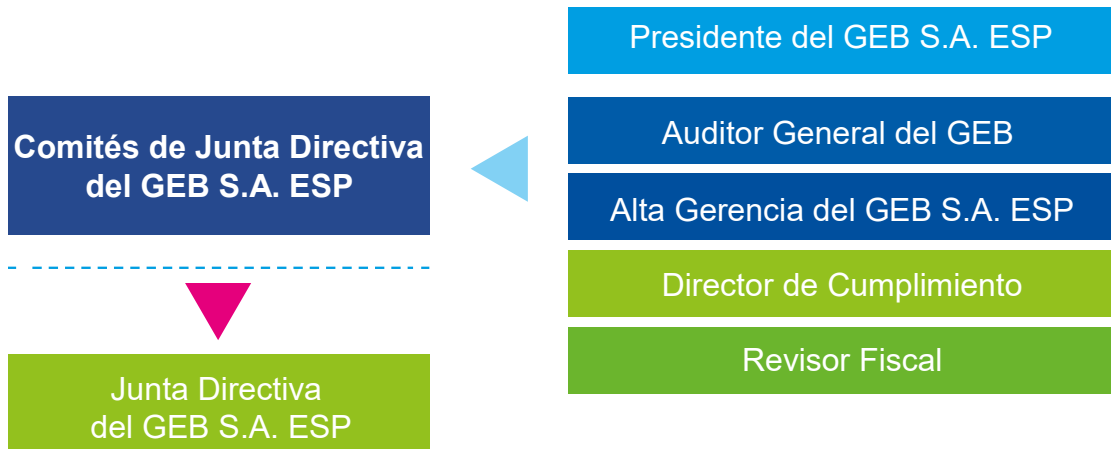 Comités de Junta Directiva
del GEB S.A. ESP
Junta Directiva
del GEB S.A. ESP
Presidente del GEB S.A. ESP
Auditor General del GEB
Alta Gerencia del GEB S.A. ESP
Director de Cumplimiento
Revisor Fiscal